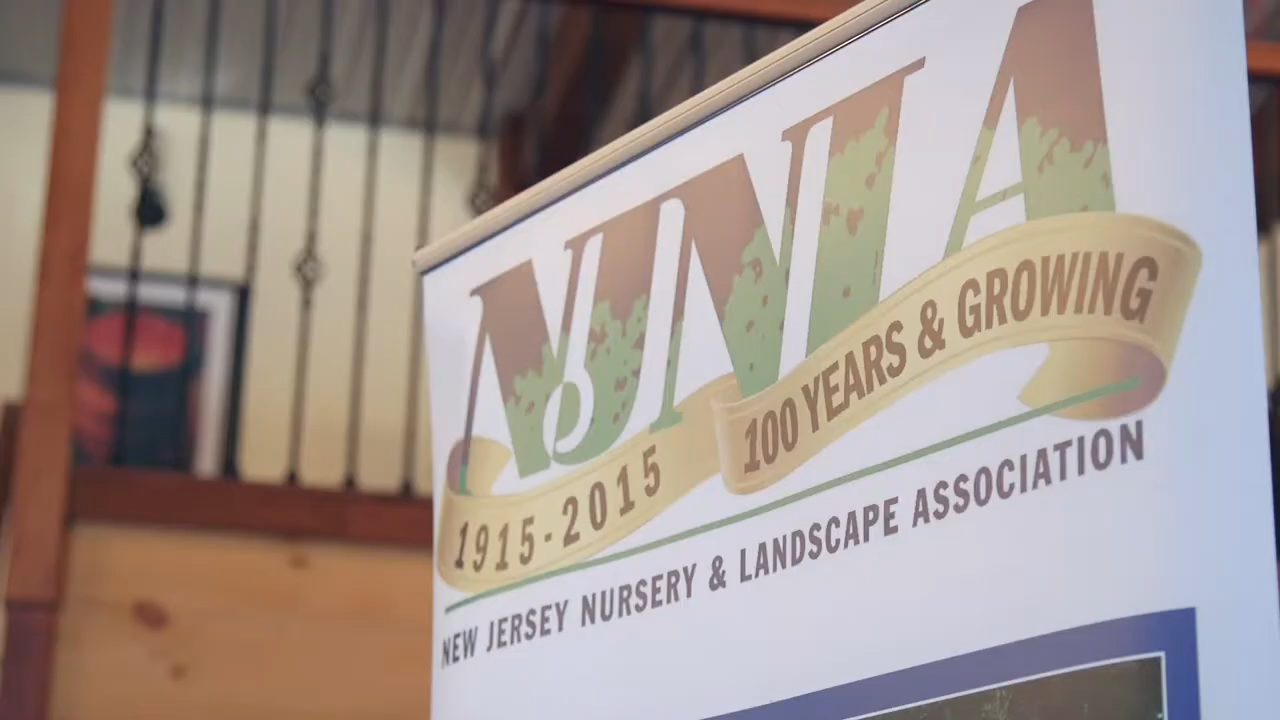 NJNLA
1915-2015 100 YEARS & GROWING
NEW JERSEY NURSERY & LANDSCAPE ASSOCIATION